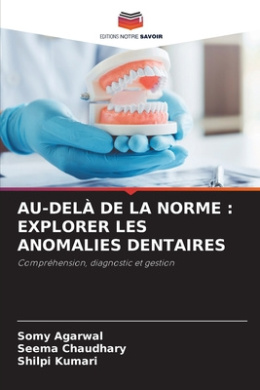 EDITIONS NOTRE SAVOIR
AU-DELÀ DE LA NORME :
EXPLORER LES
ANOMALIES DENTAIRES
Compréhension, diagnostic et gestion
Somy Agarwal
Seema Chaudhary
Shilpi Kumari